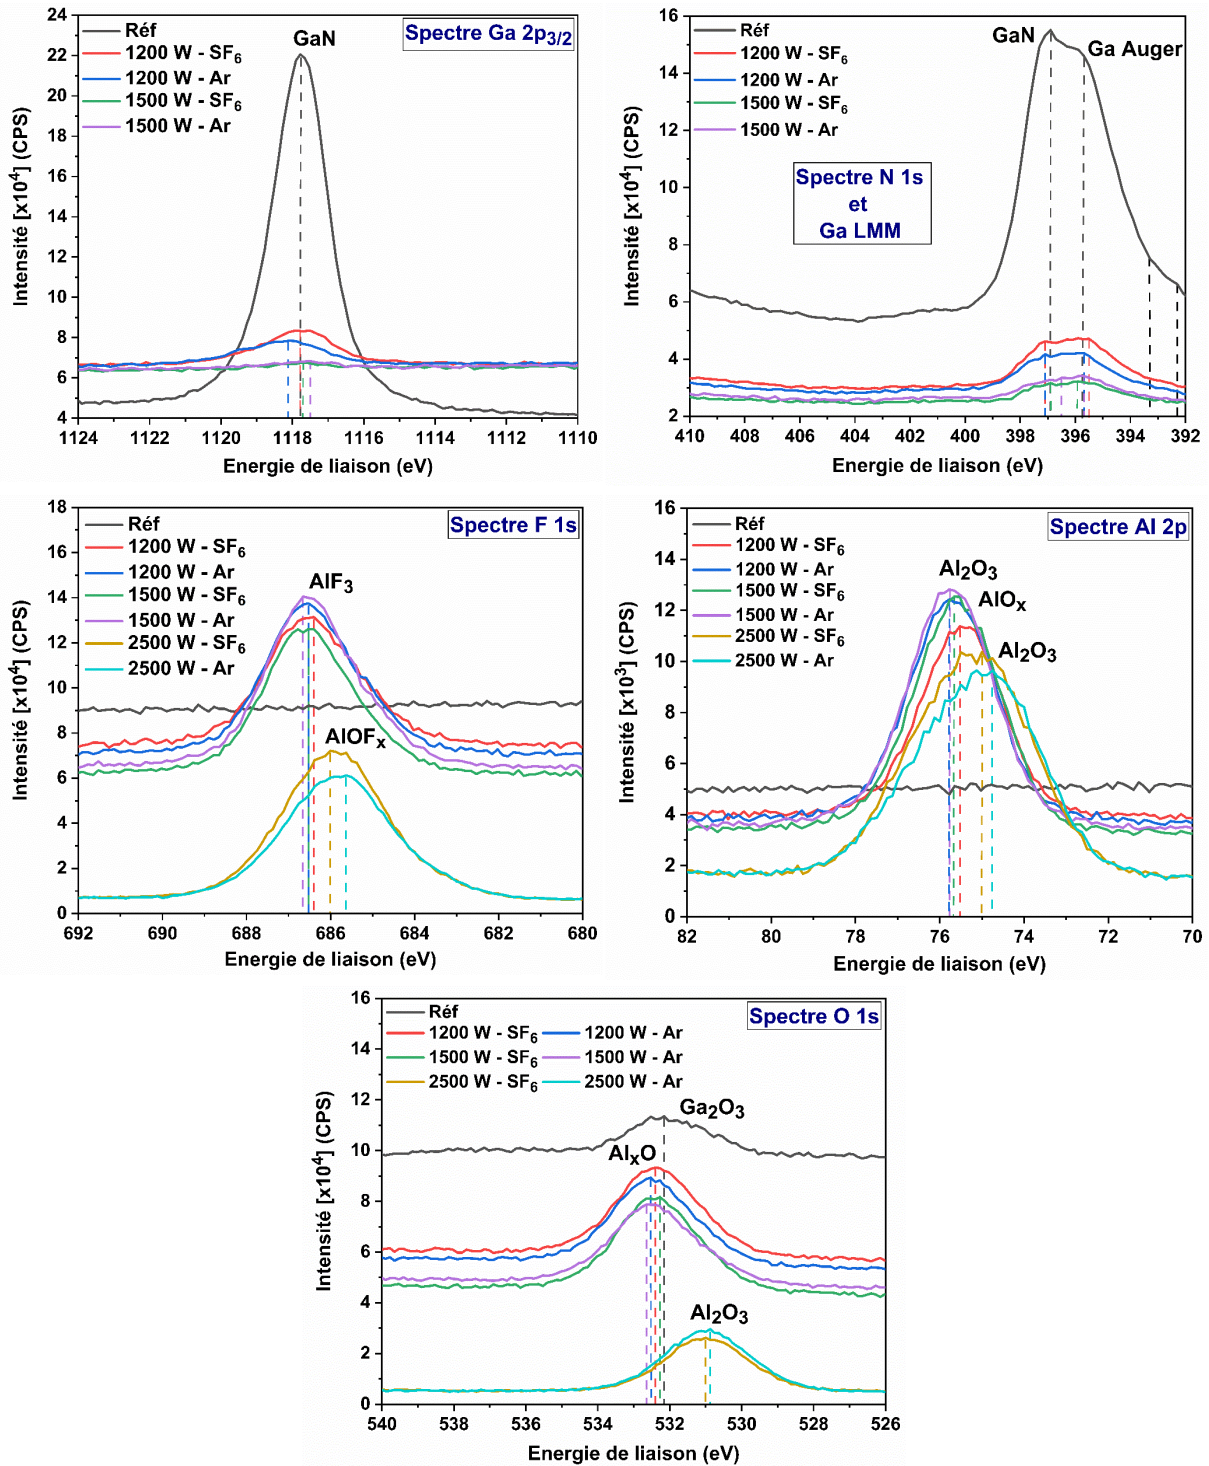 Spectre Ga 2p3/2
Réf
1200 W - SF6
1200 W - Ar
1500 W - SF6
1500 W - Ar
GaN
Intensité [x10⁴] (CPS)
22
20
18
16
14
12
10
8
6
4
1124 1122 1120 1118 1116 1114 1112 1110
Energie de liaison (eV)
Réf
1200 W - SF6
1200 W - Ar
1500 W - SF6
1500 W - Ar
GaN
Ga Auger
Spectre N 1s
et
Ga LMM
Intensité [x10⁴] (CPS)
16
14
12
10
8
6
4
2
410 408 406 404 402 400 398 396 394 392
Energie de liaison (eV)
Spectre F 1s
Réf
1200 W - SF6
1200 W - Ar
1500 W - SF6
1500 W - Ar
2500 W - SF6
2500 W - Ar
AlF3
AlOFx
Intensité [x10⁴] (CPS)
18
16
14
12
10
8
6
4
2
0
692 690 688 686 684 682 680
Energie de liaison (eV)
Spectre Al 2p
Réf
1200 W - SF6
1200 W - Ar
1500 W - SF6
1500 W - Ar
2500 W - SF6
2500 W - Ar
Al2O3
AlOx
Al2O3
Intensité [x10³] (CPS)
16
14
12
10
8
6
4
2
0
82 80 78 76 74 72 70
Energie de liaison (eV)
Spectre O 1s
Réf
1200 W - SF6 1200 W - Ar
1500 W - SF6 1500 W - Ar
2500 W - SF6 2500 W - Ar
Ga2O3
AlxO
Al2O3
Intensité [x10⁴] (CPS)
16
14
12
10
8
6
4
2
0
540 538 536 534 532 530 528 526
Energie de liaison (eV)